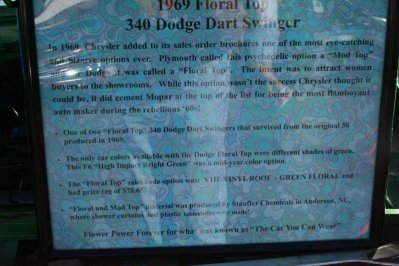 1969 Floral Top
340 Dodge Dart Swinger
In 1969 Chrysler added to its sales order brochures one of the most eye-catching
and bizarre options ever. Plymouth called this psychedelic option a "Mod Top"
Dodge it was called a "Floral Top". The intent was to attract women
buyers to the showrooms. While this option wasn't the success Chrysler thought it
could be, it did cement Mopar at the top of the list for being the most flamboyant
auto maker during the rebellious '60s!
• One of two "Floral Top" 340 Dodge Dart Swingers that survived from the original 50
produced in 1969.
• The only car colors available with the Dodge Floral Top were different shades of green.
This F6 "High Impact Bright Green" was a mid-year color option.
• The "Floral Top" sales code option was: VINYL ROOF - GREEN FLORAL and
had price tag of
• "Floral and Mod Top" material was produced by Stauffer Chemicals in Anderson, NC,
where shower curtains and plastic tablecloths were made!
Flower Power Forever for what was known as "The Car You Can Wear"